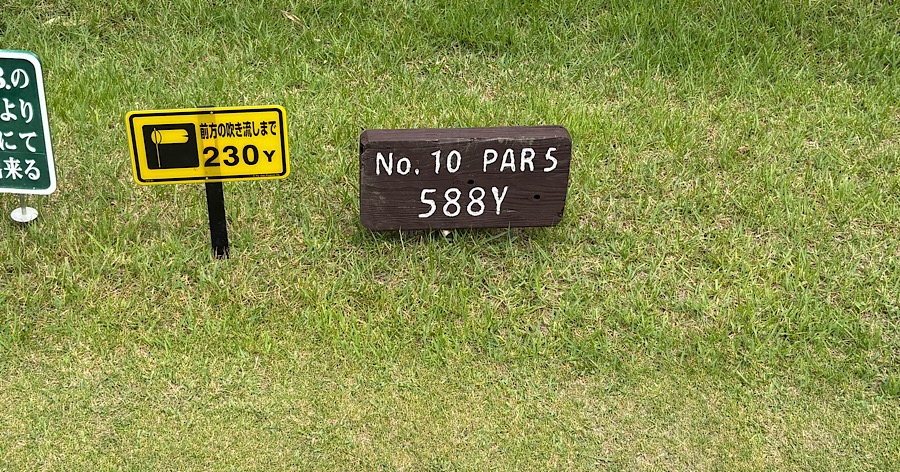 の
より
にて
来る
前方の吹き流しまで
230Y
No. 10 PAR 5
588Y